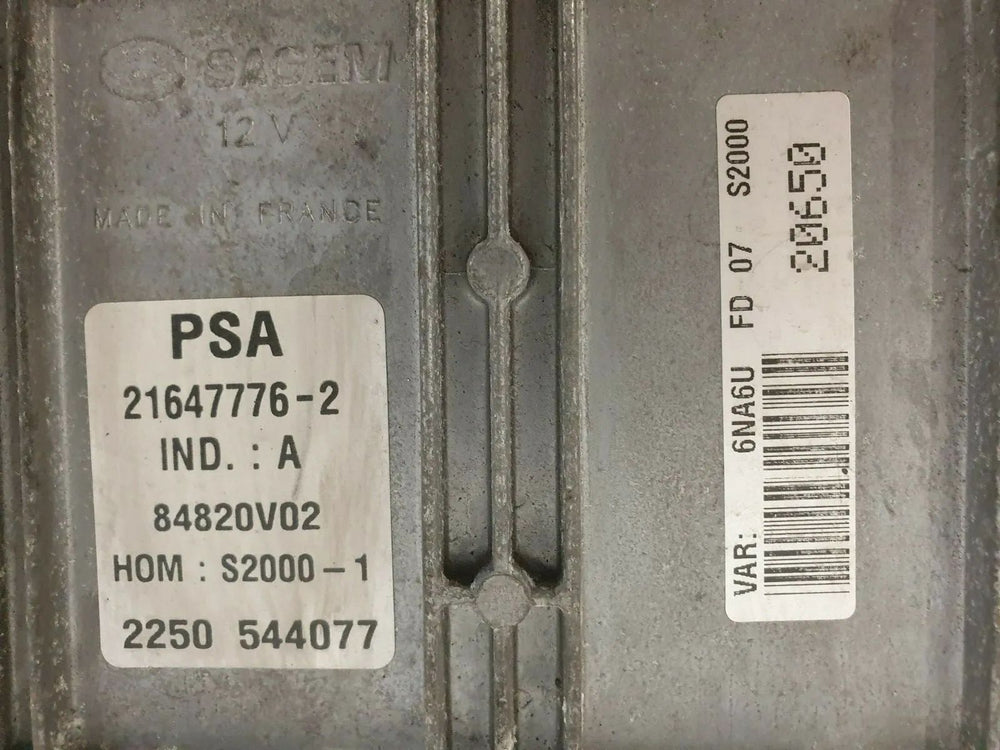 SAGEM
12 V
MADE IN FRANCE
PSA
21647776-2
IND. : A
84820V02
HOM : S2000-1
2250 544077
VAR: 6NA6U FD 07 S2000
20650